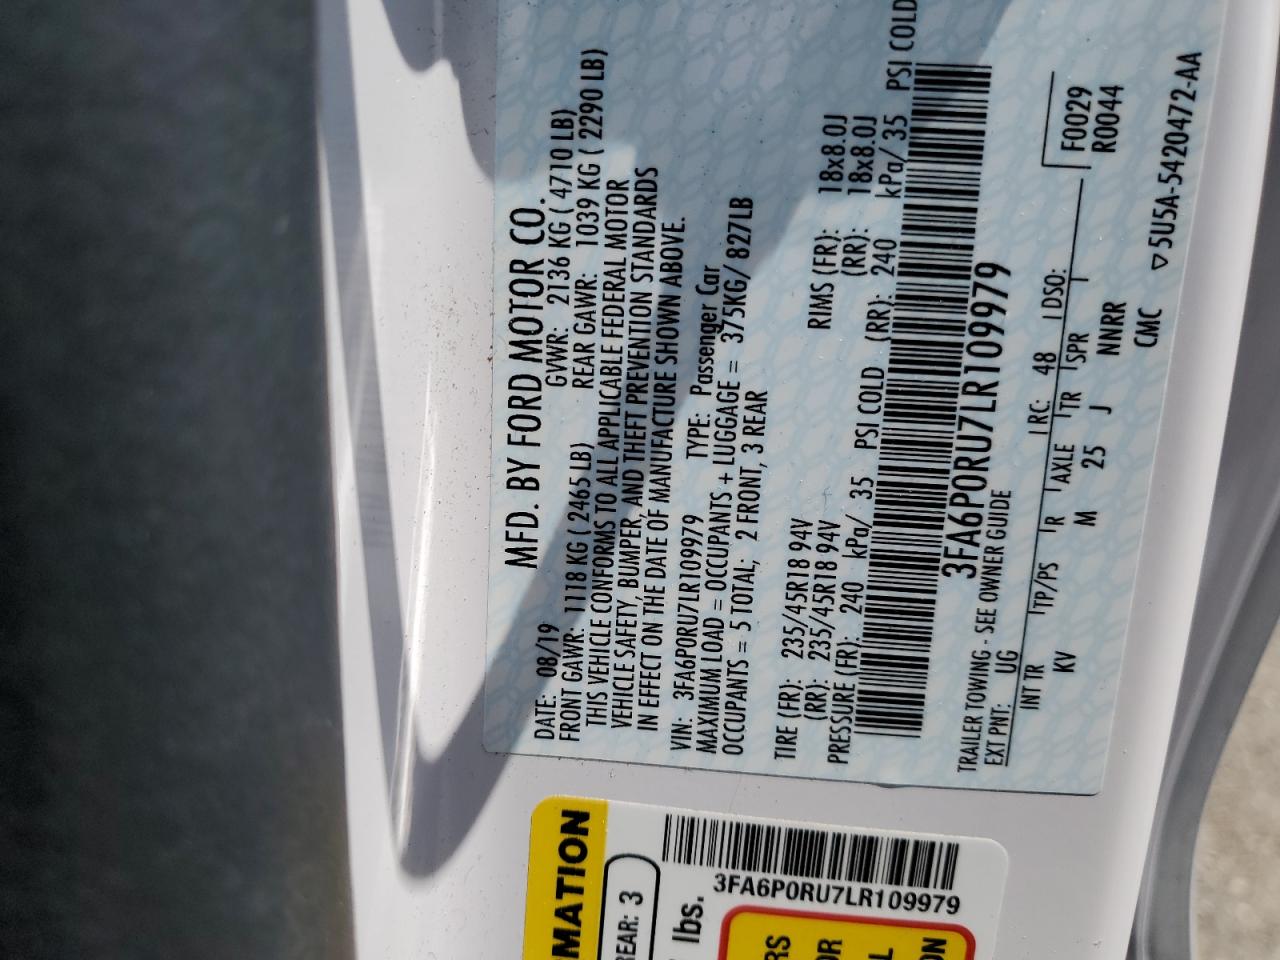 MFD. BY FORD MOTOR CO.
DATE: 08/19 GVWR: 2136 KG ( 4710 LB)
FRONT GAWR: 1118 KG ( 2465 LB) REAR GAWR: 1039 KG ( 2290 LB)
THIS VEHICLE CONFORMS TO ALL APPLICABLE FEDERAL MOTOR
VEHICLE SAFETY, BUMPER, AND THEFT PREVENTION STANDARDS
IN EFFECT ON THE DATE OF MANUFACTURE SHOWN ABOVE.
VIN: 3FA6P0RU7LR109979 TYPE: Passenger Car
MAXIMUM LOAD = OCCUPANTS + LUGGAGE = 375KG/ 827LB
OCCUPANTS = 5 TOTAL; 2 FRONT, 3 REAR
TIRE (FR): 235/45R18 94V RIMS (FR): 18x8.0J
(RR): 235/45R18 94V (RR): 18x8.0J
PRESSURE (FR): 240 kPa/ 35 PSI COLD (RR): 240 kPa/ 35 PSI COLD
3FA6P0RU7LR109979
TRAILER TOWING - SEE OWNER GUIDE
EXT PNT: UG RC: 48 DSO: F0029
R0044
INT TR TP/PS R AXLE TR SPR
KV M 25 J NNRR
CMC
5U5A-5420472-AA
MATION
REAR: 3
lbs.
3FA6P0RU7LR109979
RS
OR
L
ON